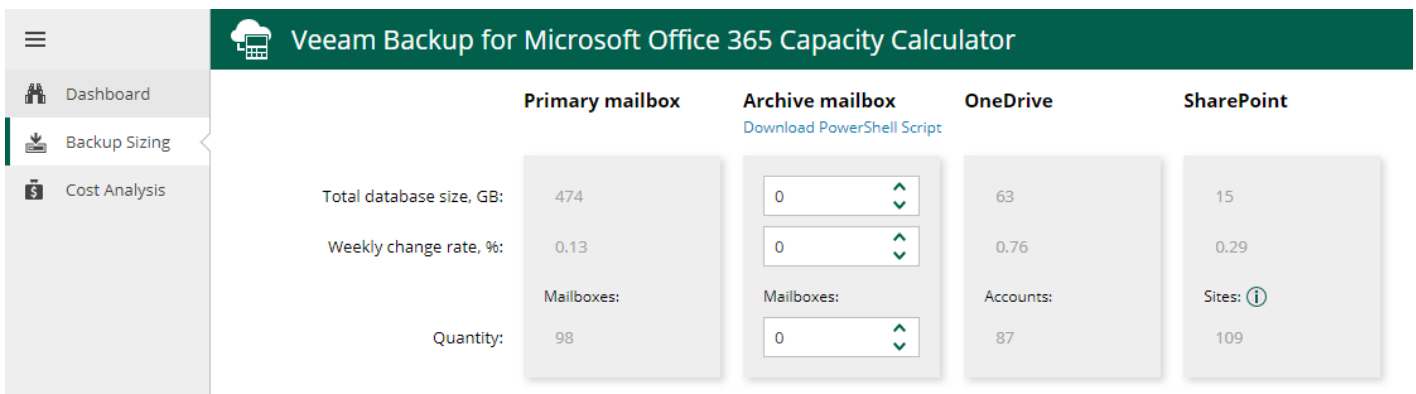 Veeam Backup for Microsoft Office 365 Capacity Calculator
Dashboard
Backup Sizing
Cost Analysis
Primary mailbox Archive mailbox OneDrive SharePoint
Download PowerShell Script
Total database size, GB: 474 0 63 15
Weekly change rate, %: 0.13 0 0.76 0.29
Mailboxes: Mailboxes: Accounts: Sites:
Quantity: 98 0 87 109